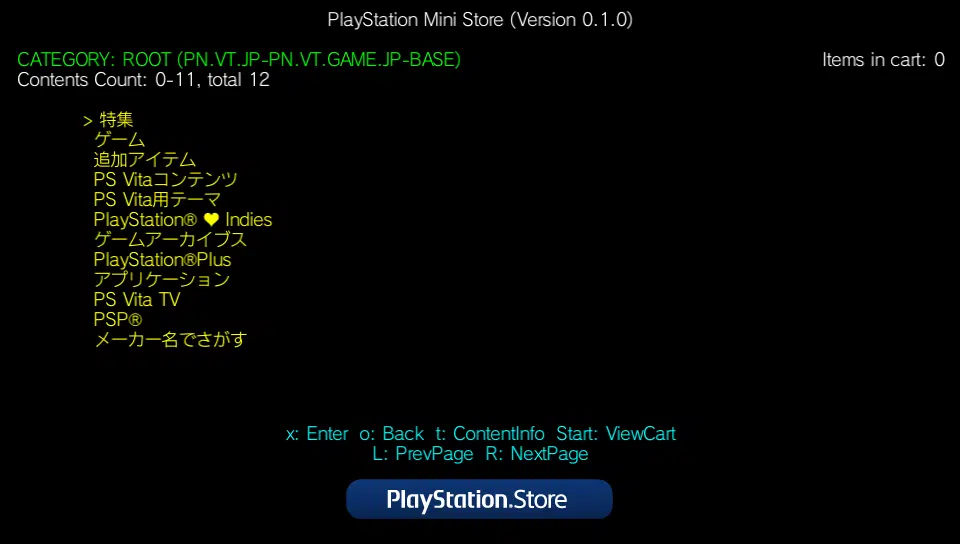 PlayStation Mini Store (Version 0.1.0)
CATEGORY: ROOT (PN.VT.JP-PN.VT.GAME.JP-BASE)
Items in cart: 0
Contents Count: 0-11, total 12
> 特集
ゲーム
追加アイテム
PS Vitaコンテンツ
PS Vita用テーマ
PlayStation® ♥ Indies
ゲームアーカイブス
PlayStation®Plus
アプリケーション
PS Vita TV
PSP®
メーカー名でさがす
x: Enter o: Back t: ContentInfo Start: ViewCart
L: PrevPage R: NextPage
PlayStation.Store